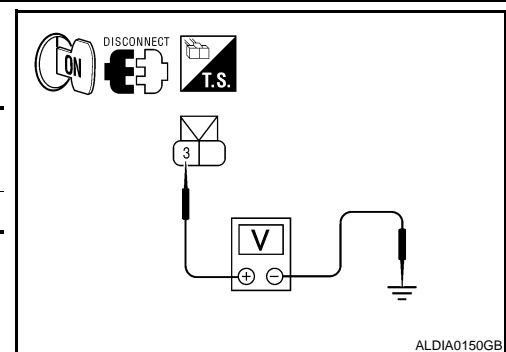 DISCONNECT
ON
T.S.
3
V
+ −
ALDIA0150GB